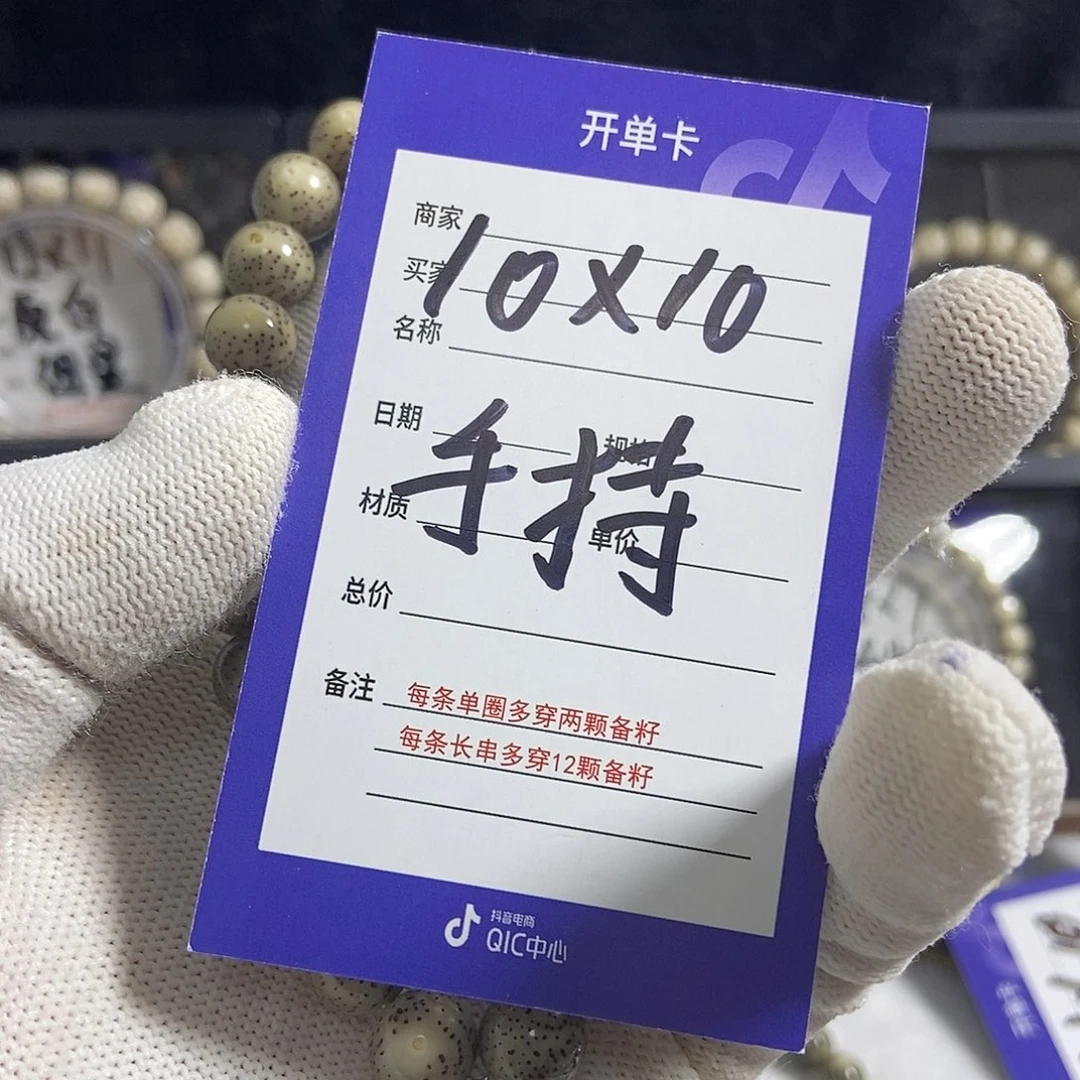 开单卡
商家
10X10
买家
名称
日期
规格
手持
材质
单价
总价
备注
每条单圈多穿两颗备籽
每条长串多穿12颗备籽
抖音电商
QIC中心